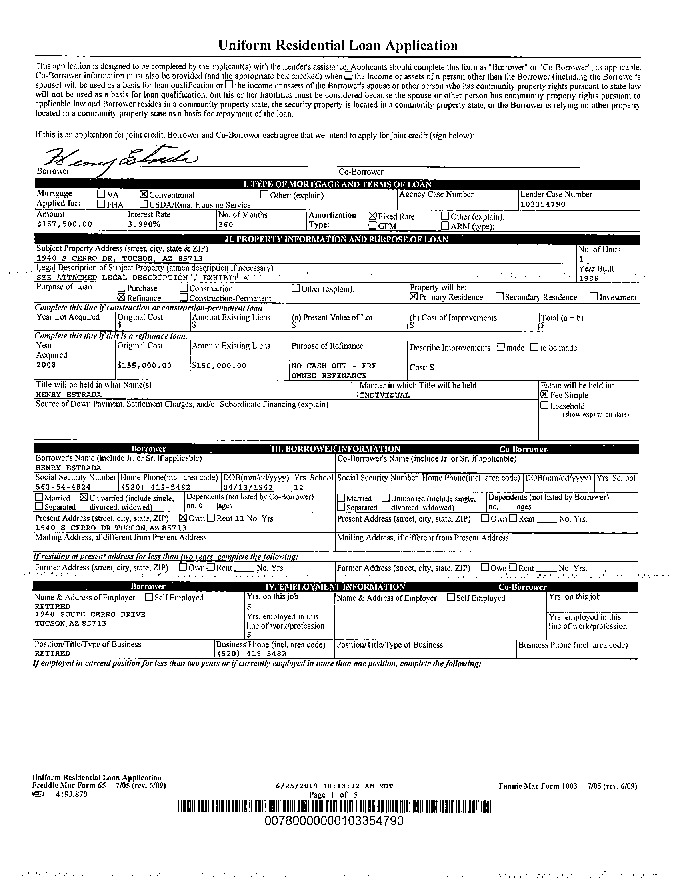 Uniform Residential Loan Application
This application is designed to be completed by the applicant(s) with the Lender's assistance. Applicants should complete this form as "Borrower" or "Co-Borrower", as applicable.
Co-Borrower information must also be provided (and the appropriate box checked) when the income or assets of a person other than the Borrower (including the Borrower's
spouse) will be used as a basis for loan qualification or the income or assets of the Borrower's spouse or other person who has community property rights pursuant to state law
will not be used as a basis for loan qualification, but his or her liabilities must be considered because the spouse or other person has community property rights pursuant to
applicable law and Borrower resides in a community property state, the security property is located in a community property state, or the Borrower is relying on other property
located in a community property state as basis for repayment of the loan.
If this is an application for joint credit, Borrower and Co-Borrower each agree that we intend to apply for joint credit (sign below):
Henry Estrada
Borrower Co-Borrower
I. TYPE OF MORTGAGE AND TERMS OF LOAN
Mortgage Applied for: VA Conventional Other (explain) Agency Case Number Lender Case Number
FHA USDA/Rural Housing Service 103354790
Amount Interest Rate No. of Months Amortization Type: Fixed Rate Other (explain):
$157,500.00 3.990% 360 GPM ARM (type):
II. PROPERTY INFORMATION AND PURPOSE OF LOAN
Subject Property Address (street, city, state & ZIP) No. of Units
1940 S CERRO DR, TUCSON, AZ 85713 1
Legal Description of Subject Property (attach description if necessary) Year Built
SEE ATTACHED LEGAL DESCRIPTION / EXHIBIT A
Purpose of Loan Purchase Construction Other (explain): Property will be:
Refinance Construction-Permanent Primary Residence Secondary Residence Investment
Complete this line if construction or construction-permanent loan.
Year Lot Acquired Original Cost Amount Existing Liens (a) Present Value of Lot (b) Cost of Improvements Total (a + b)
$ $ $ $ $
Complete this line if this is a refinance loan.
Year Acquired Original Cost Amount Existing Liens Purpose of Refinance Describe Improvements made to be made
2008 $155,000.00 $150,000.00 NO CASH OUT - FRE OWNED REFINANCE Cost: $
Title will be held in what Name(s) Manner in which Title will be held Estate will be held in:
HENRY ESTRADA INDIVIDUAL Fee Simple
Source of Down Payment, Settlement Charges, and/or Subordinate Financing (explain) Leasehold
(show expiration date)
Borrower III. BORROWER INFORMATION Co-Borrower
Borrower's Name (include Jr. or Sr. if applicable) Co-Borrower's Name (include Jr. or Sr. if applicable)
HENRY ESTRADA
Social Security Number Home Phone(incl. area code) DOB(mm/dd/yyyy) Yrs. School Social Security Number Home Phone(incl. area code) DOB(mm/dd/yyyy) Yrs. School
(520) 419-5482 12
Married Unmarried (include single, Dependents (not listed by Co-Borrower) Married Unmarried (include single, Dependents (not listed by Borrower)
Separated divorced, widowed) no. 0 ages Separated divorced, widowed) no. ages
Present Address (street, city, state, ZIP) Own Rent 11 No. Yrs. Present Address (street, city, state, ZIP) Own Rent No. Yrs.
1940 S CERRO DR TUCSON, AZ 85713
Mailing Address, if different from Present Address Mailing Address, if different from Present Address
If residing at present address for less than two years, complete the following:
Former Address (street, city, state, ZIP) Own Rent No. Yrs. Former Address (street, city, state, ZIP) Own Rent No. Yrs.
Borrower IV. EMPLOYMENT INFORMATION Co-Borrower
Name & Address of Employer Self Employed Yrs. on this job Name & Address of Employer Self Employed Yrs. on this job
RETIRED
1940 SOUTH CERRO DRIVE Yrs. employed in this line of work/profession Yrs. employed in this line of work/profession
TUCSON, AZ 85713
Position/Title/Type of Business Business Phone (incl. area code) Position/Title/Type of Business Business Phone (incl. area code)
RETIRED (520) 419-5482
If employed in current position for less than two years or if currently employed in more than one position, complete the following:
Uniform Residential Loan Application
Freddie Mac Form 65 7/05 (rev. 6/09) Fannie Mae Form 1003 7/05 (rev. 6/09)
Page 1 of 5
00780000000103354790